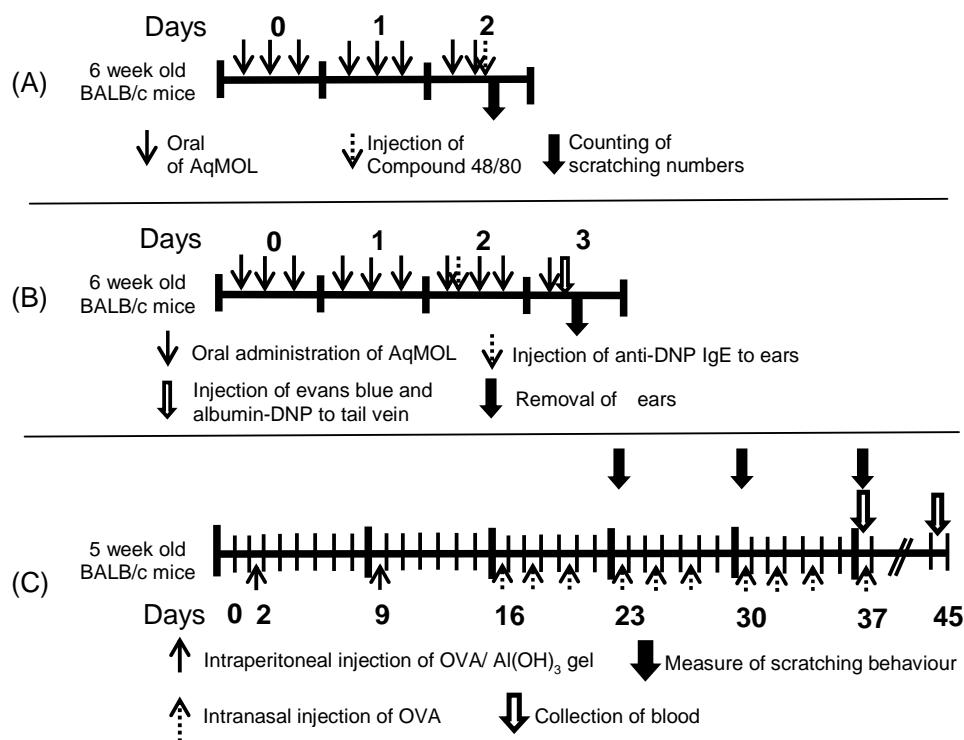 Days 0 1 2
(A)
6 week old
BALB/c mice
Oral
of AqMOL
Injection of
Compound 48/80
Counting of
scratching numbers
Days 0 1 2 3
(B)
6 week old
BALB/c mice
Oral administration of AqMOL
Injection of anti-DNP IgE to ears
Injection of evans blue and
albumin-DNP to tail vein
Removal of ears
(C)
5 week old
BALB/c mice
Days 0 2 9 16 23 30 37 45
Intraperitoneal injection of OVA/ Al(OH)3 gel
Measure of scratching behaviour
Intranasal injection of OVA
Collection of blood